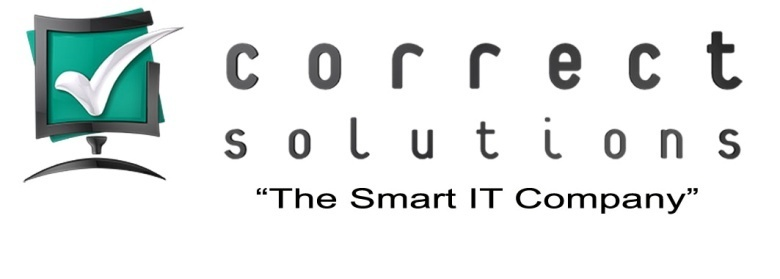 correct
solutions
“The Smart IT Company”